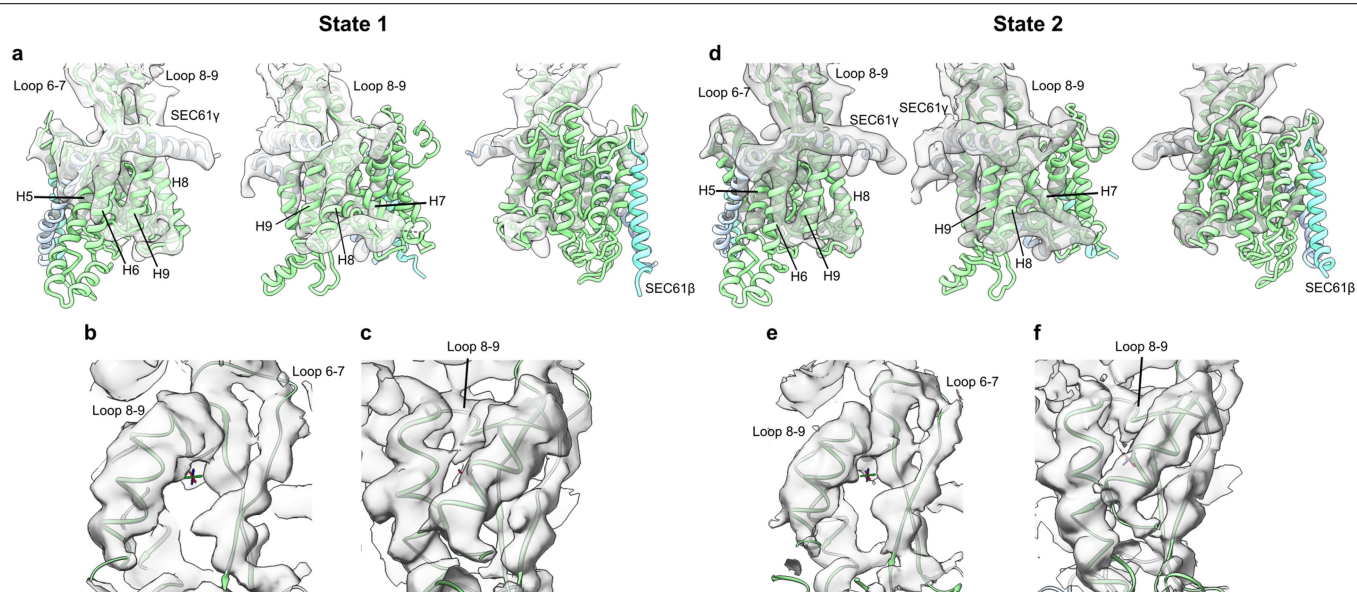 State 1
State 2
a
Loop 6-7
Loop 8-9
SEC61γ
H5
H8
H6
H9
Loop 8-9
H9
H8
H7
SEC61β
d
Loop 6-7
Loop 8-9
SEC61γ
H5
H8
H6
H9
SEC61γ
Loop 8-9
H7
H9
H8
SEC61β
b
Loop 6-7
Loop 8-9
c
Loop 8-9
e
Loop 6-7
Loop 8-9
f
Loop 8-9